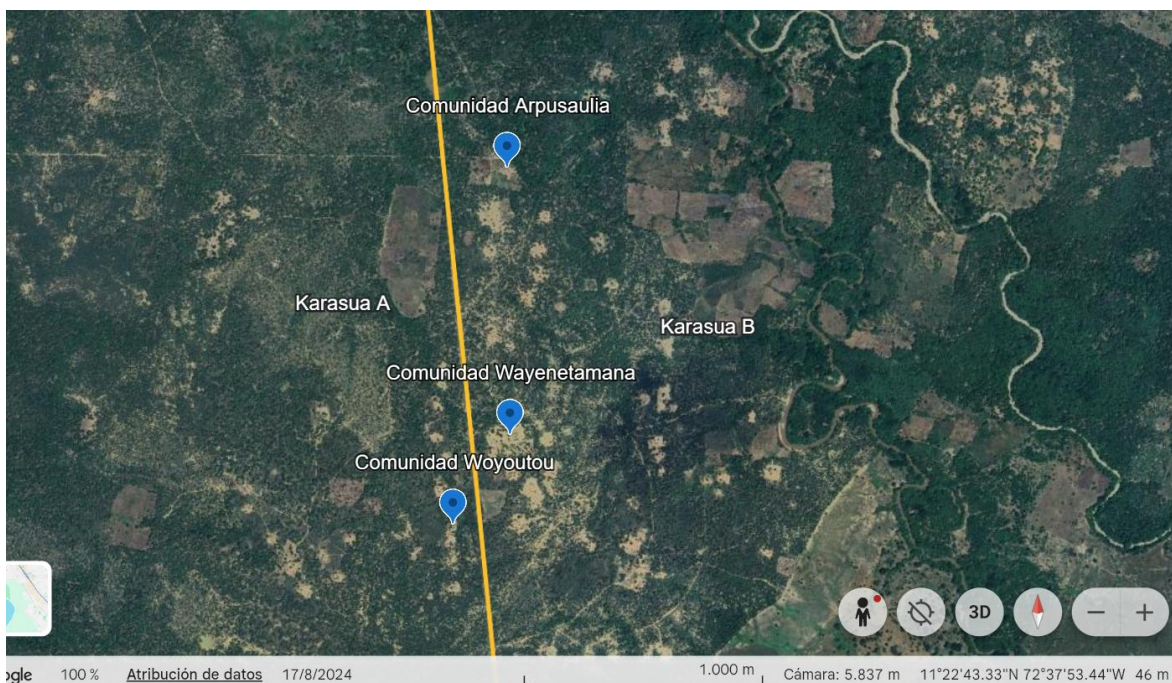 Comunidad Arpusaulia
Karasua A
Karasua B
Comunidad Wayenetamana
Comunidad Woyoutou
3D
ogle 100 % Atribución de datos 17/8/2024 1.000 m Cámara: 5.837 m 11°22'43.33"N 72°37'53.44"W 46 m